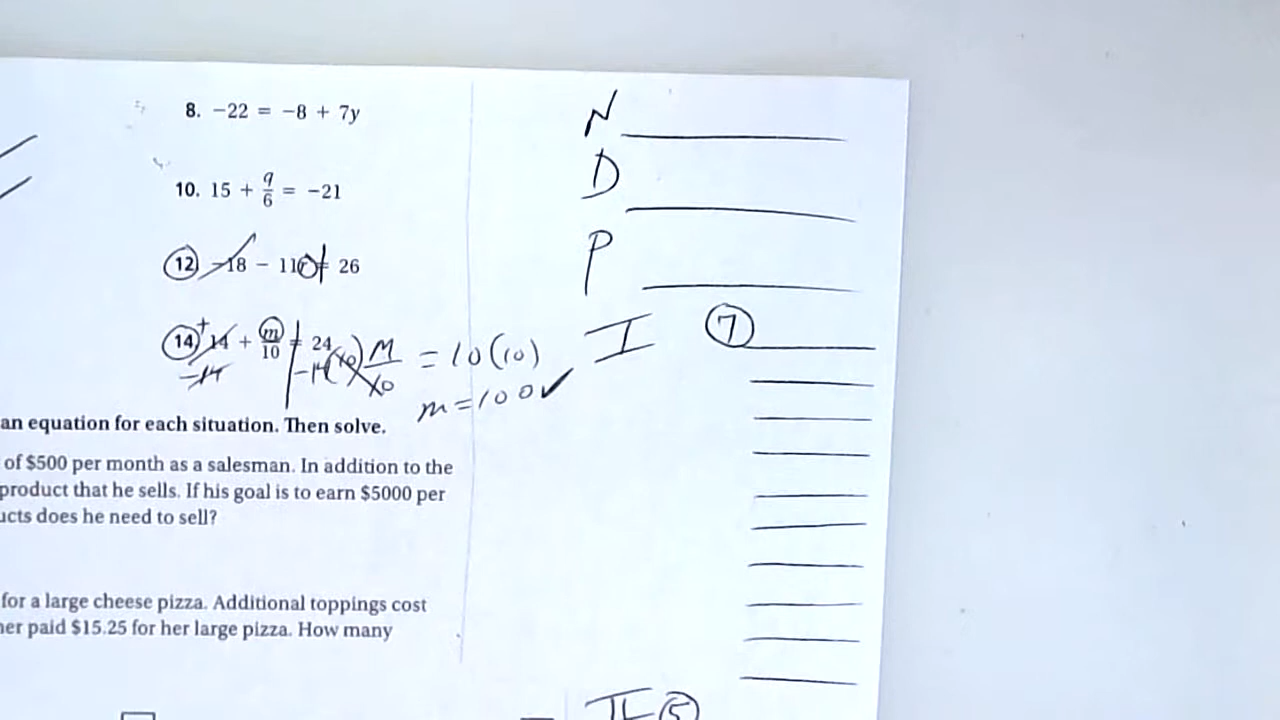 8. −22 = −8 + 7y
10. 15 + q/6 = −21
12 −18 − 11r = 26
14 + 14 + m/10 = 24
−14 −14 (10) M/10 = 10(10)
m = 100 ✓
an equation for each situation. Then solve.
of $500 per month as a salesman. In addition to the
product that he sells. If his goal is to earn $5000 per
ucts does he need to sell?
for a large cheese pizza. Additional toppings cost
her paid $15.25 for her large pizza. How many
N
D
P
I 7
II 5